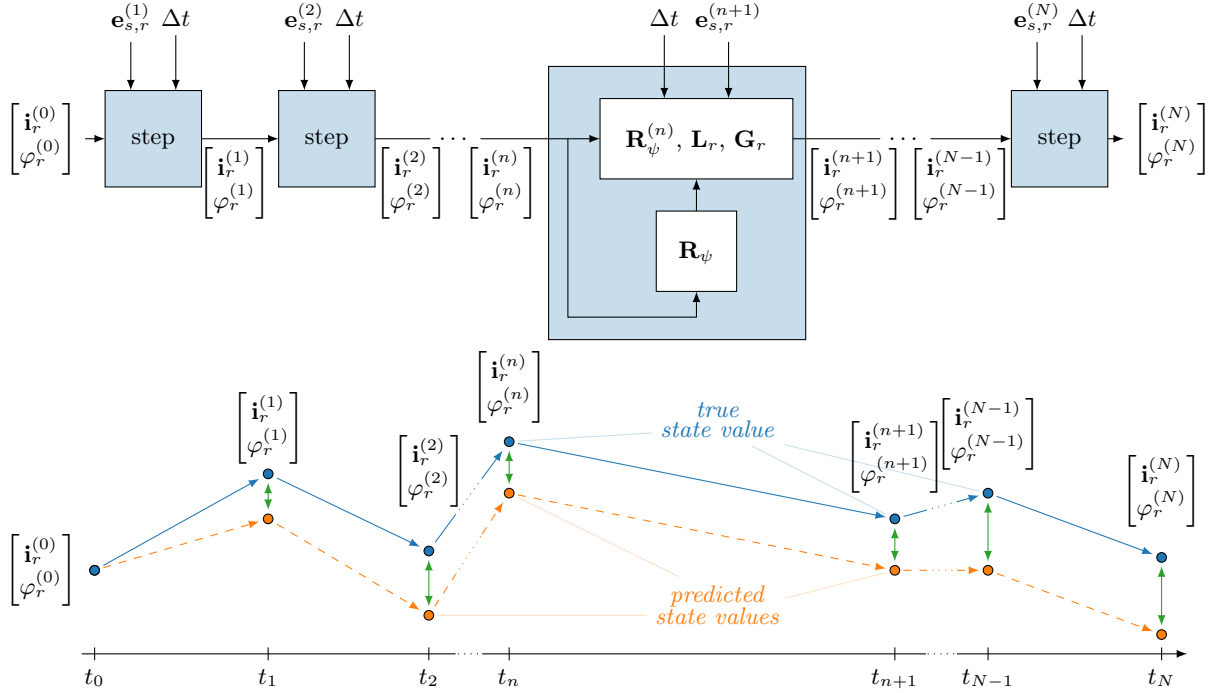 e_{s,r}^{(1)} Δt e_{s,r}^{(2)} Δt Δt e_{s,r}^{(n+1)} e_{s,r}^{(N)} Δt
[i_r^{(0)} φ_r^{(0)}] step step ··· R_ψ^{(n)}, L_r, G_r ··· step [i_r^{(N)} φ_r^{(N)}]
[i_r^{(1)} φ_r^{(1)}] [i_r^{(2)} φ_r^{(2)}] [i_r^{(n)} φ_r^{(n)}] [i_r^{(n+1)} φ_r^{(n+1)}] [i_r^{(N−1)} φ_r^{(N−1)}]
R_ψ
[i_r^{(0)} φ_r^{(0)}] [i_r^{(1)} φ_r^{(1)}] [i_r^{(2)} φ_r^{(2)}] [i_r^{(n)} φ_r^{(n)}] [i_r^{(n+1)} φ_r^{(n+1)}] [i_r^{(N−1)} φ_r^{(N−1)}] [i_r^{(N)} φ_r^{(N)}]
true
state value
predicted
state values
t_0 t_1 t_2 t_n t_{n+1} t_{N−1} t_N